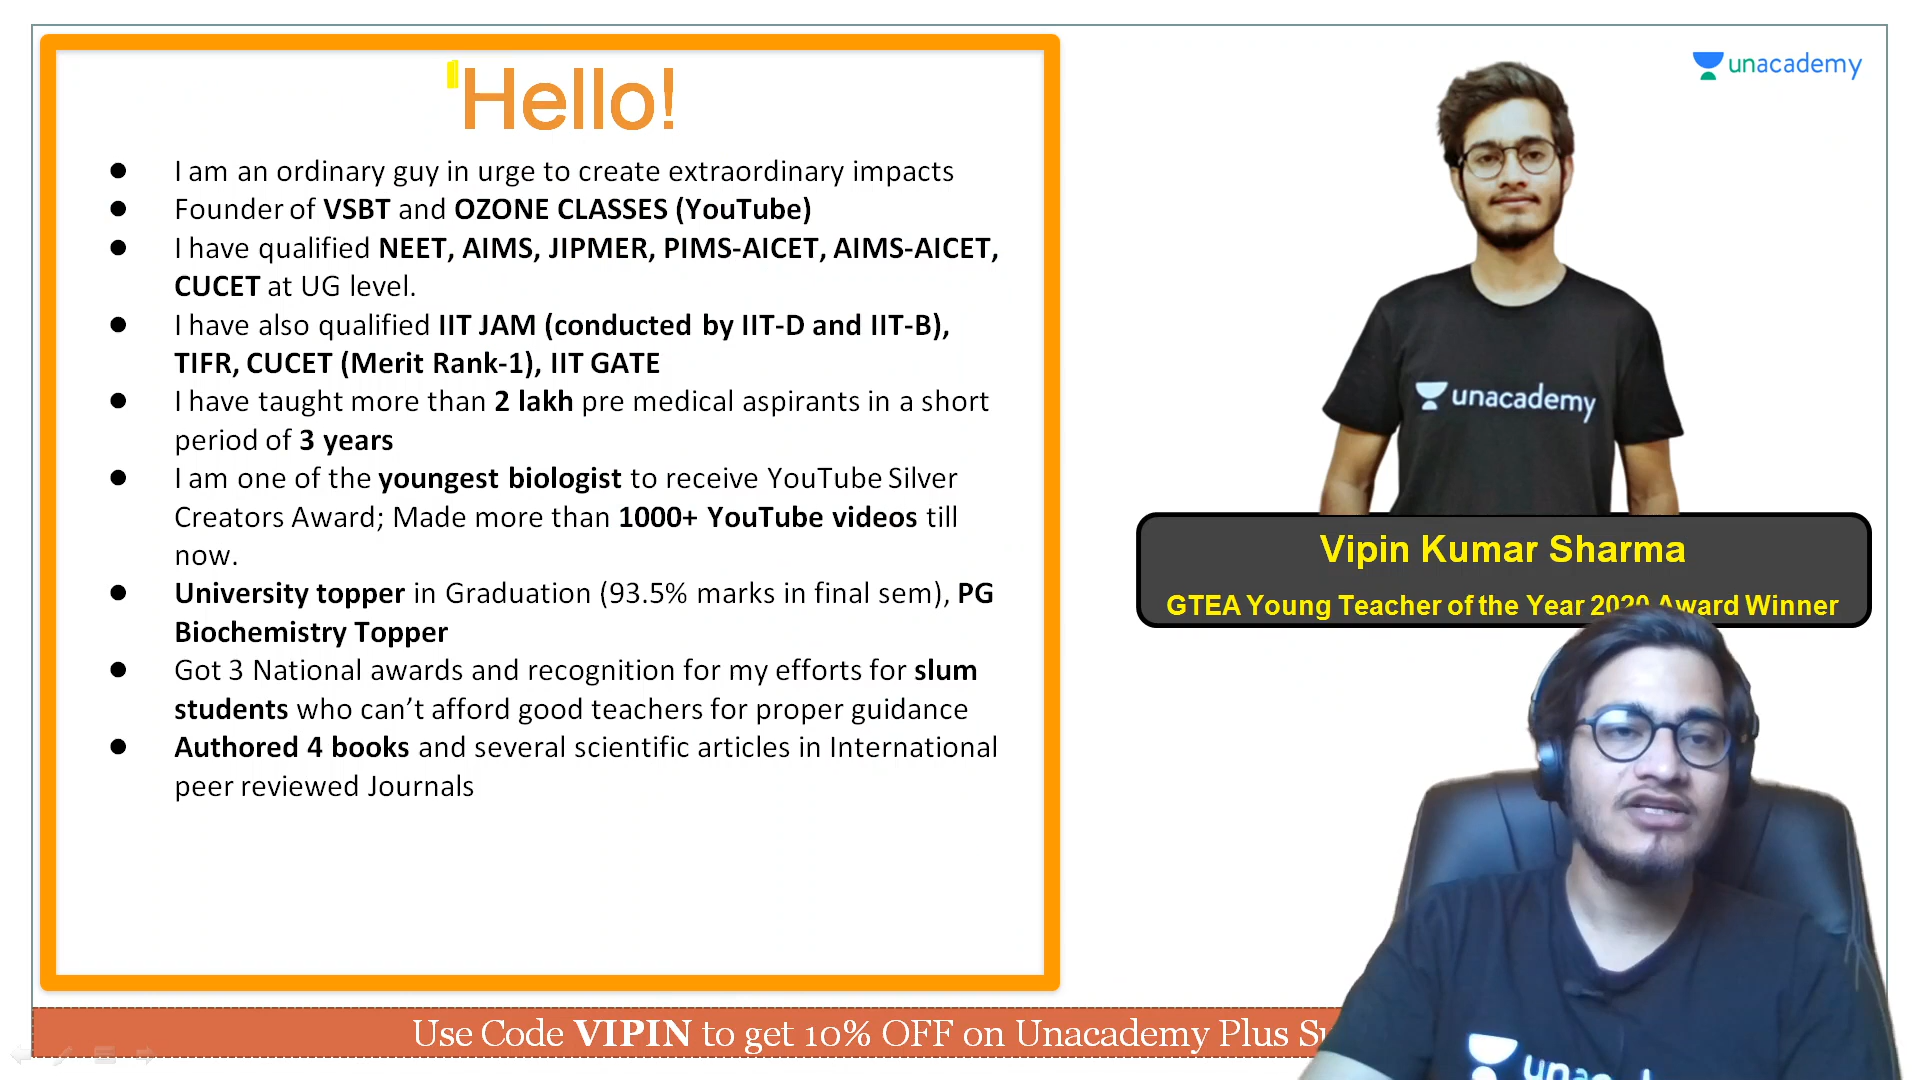 Hello!
● I am an ordinary guy in urge to create extraordinary impacts
● Founder of VSBT and OZONE CLASSES (YouTube)
● I have qualified NEET, AIMS, JIPMER, PIMS-AICET, AIMS-AICET,
CUCET at UG level.
● I have also qualified IIT JAM (conducted by IIT-D and IIT-B),
TIFR, CUCET (Merit Rank-1), IIT GATE
● I have taught more than 2 lakh pre medical aspirants in a short
period of 3 years
● I am one of the youngest biologist to receive YouTube Silver
Creators Award; Made more than 1000+ YouTube videos till
now.
● University topper in Graduation (93.5% marks in final sem), PG
Biochemistry Topper
● Got 3 National awards and recognition for my efforts for slum
students who can’t afford good teachers for proper guidance
● Authored 4 books and several scientific articles in International
peer reviewed Journals
unacademy
unacademy
Vipin Kumar Sharma
GTEA Young Teacher of the Year 2020 Award Winner
Use Code VIPIN to get 10% OFF on Unacademy Plus